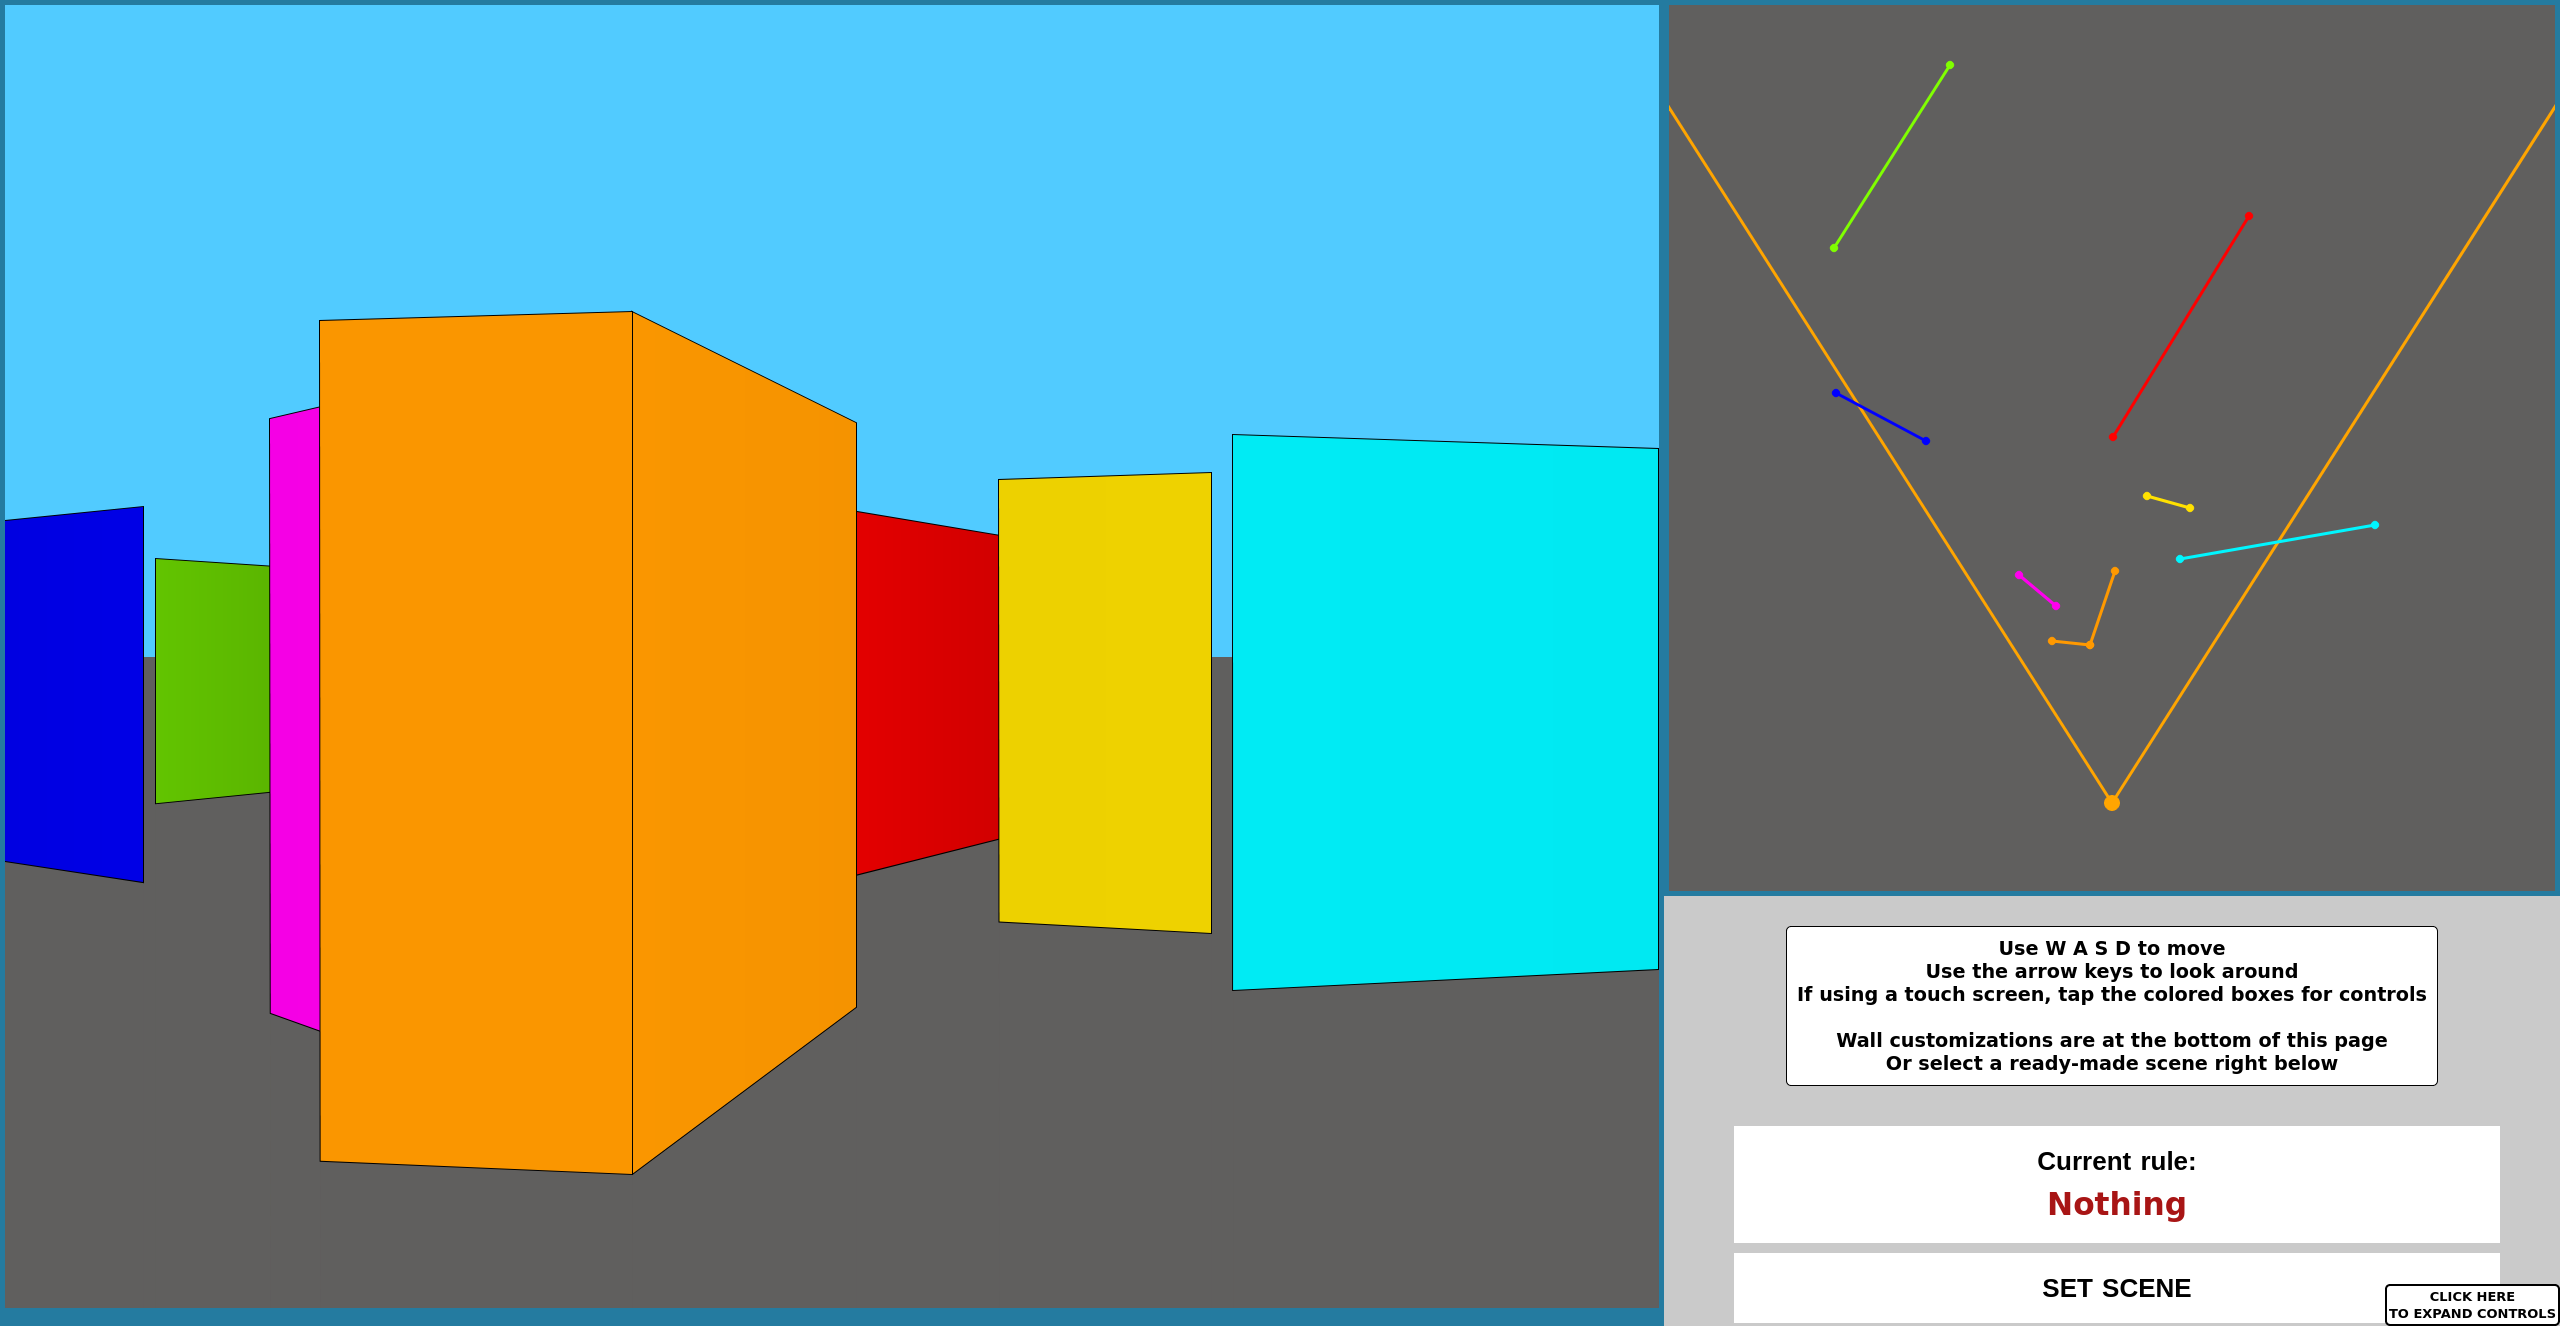 Use W A S D to move
Use the arrow keys to look around
If using a touch screen, tap the colored boxes for controls
Wall customizations are at the bottom of this page
Or select a ready-made scene right below
Current rule:
Nothing
SET SCENE
CLICK HERE
TO EXPAND CONTROLS